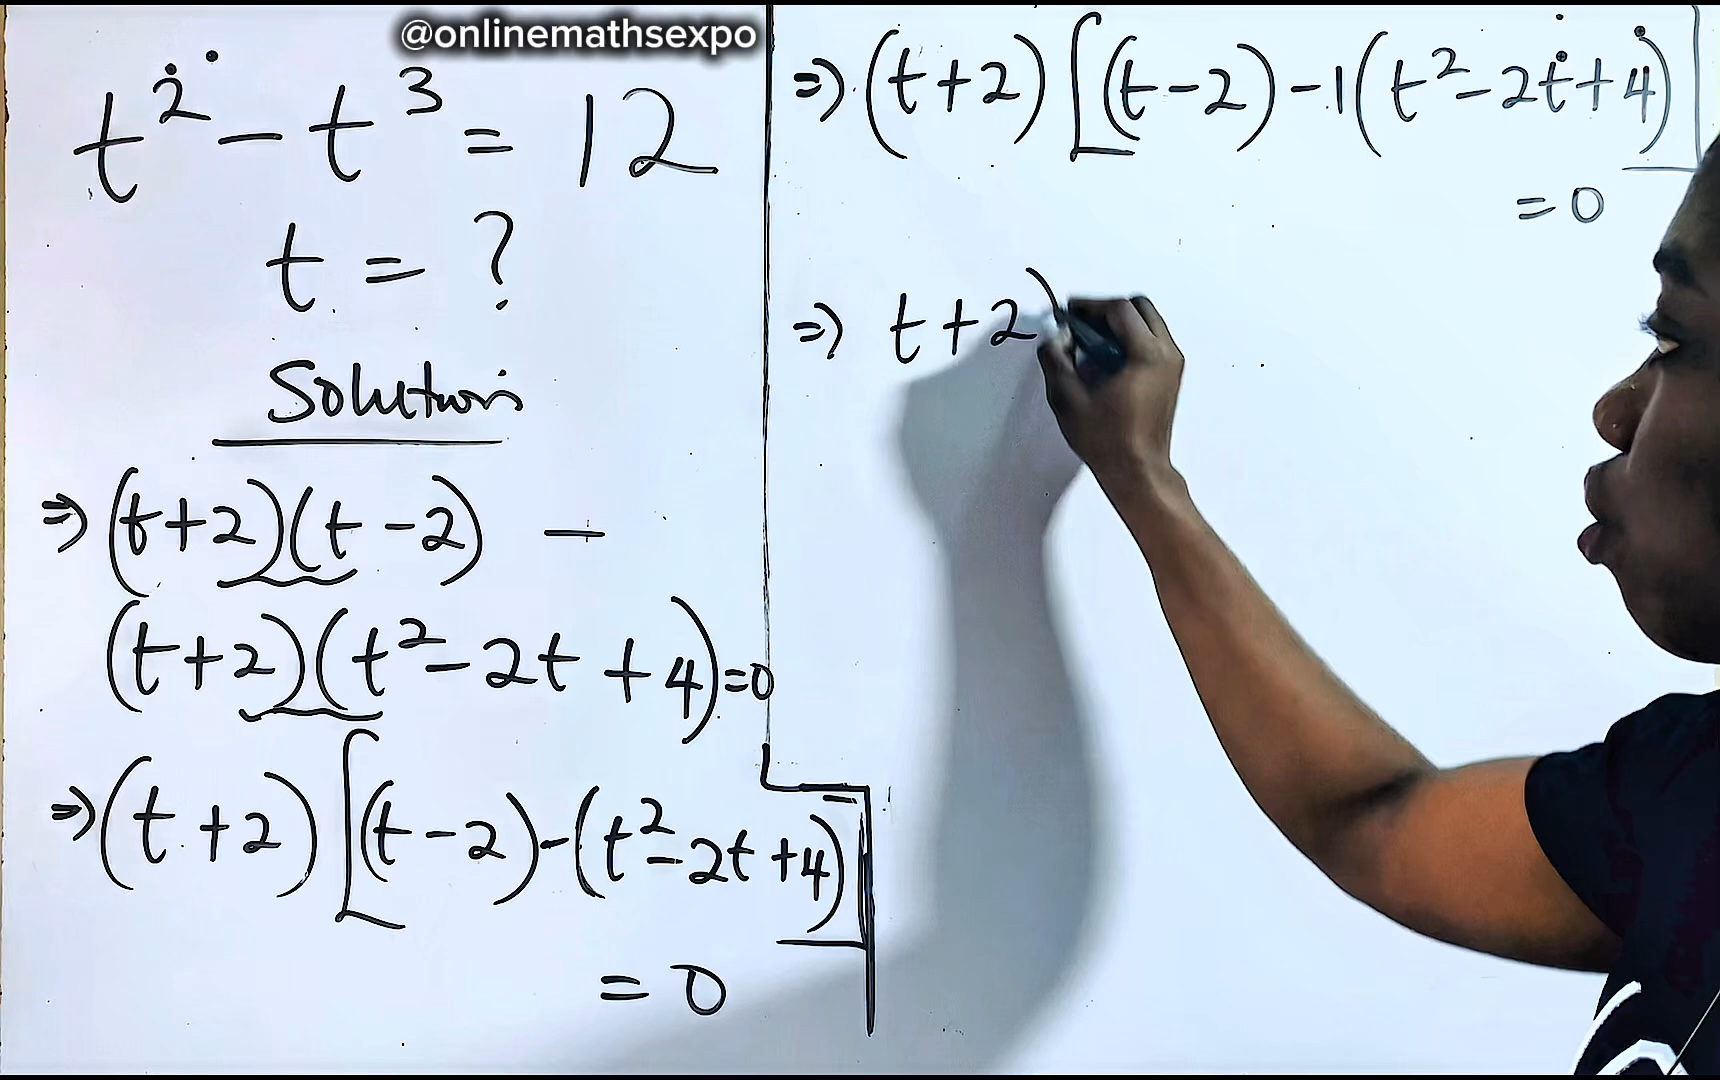 @onlinemathsexpo
t² - t³ = 12
t = ?
Solution
⇒ (t+2)(t-2) -
(t+2)(t²-2t+4)=0
⇒ (t+2)[(t-2)-(t²-2t+4)]
= 0
⇒ (t+2)[(t-2)-1(t²-2t+4)]
= 0
⇒ t+2)